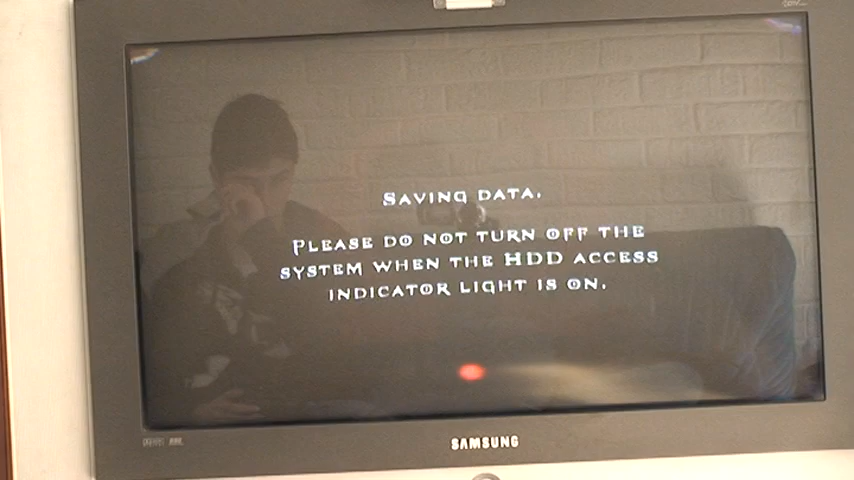 SAVING DATA.
PLEASE DO NOT TURN OFF THE
SYSTEM WHEN THE HDD ACCESS
INDICATOR LIGHT IS ON.
SAMSUNG